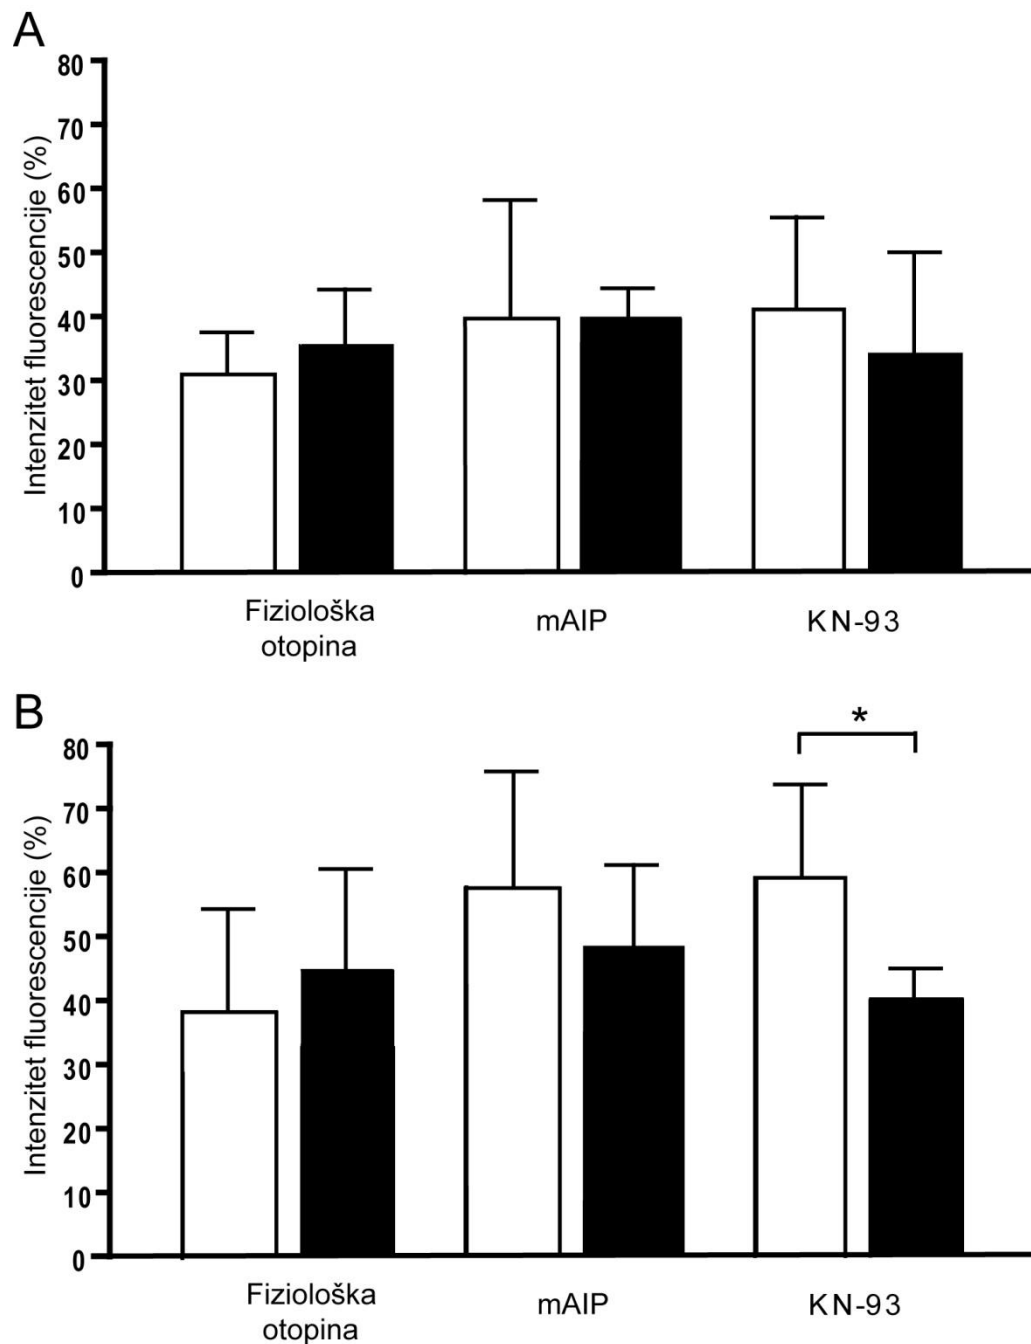 A
80
70
60
50
40
30
20
10
0
Intenzitet fluorescencije (%)
Fiziološka
otopina
mAIP
KN-93
B
*
80
70
60
50
40
30
20
10
0
Intenzitet fluorescencije (%)
Fiziološka
otopina
mAIP
KN-93